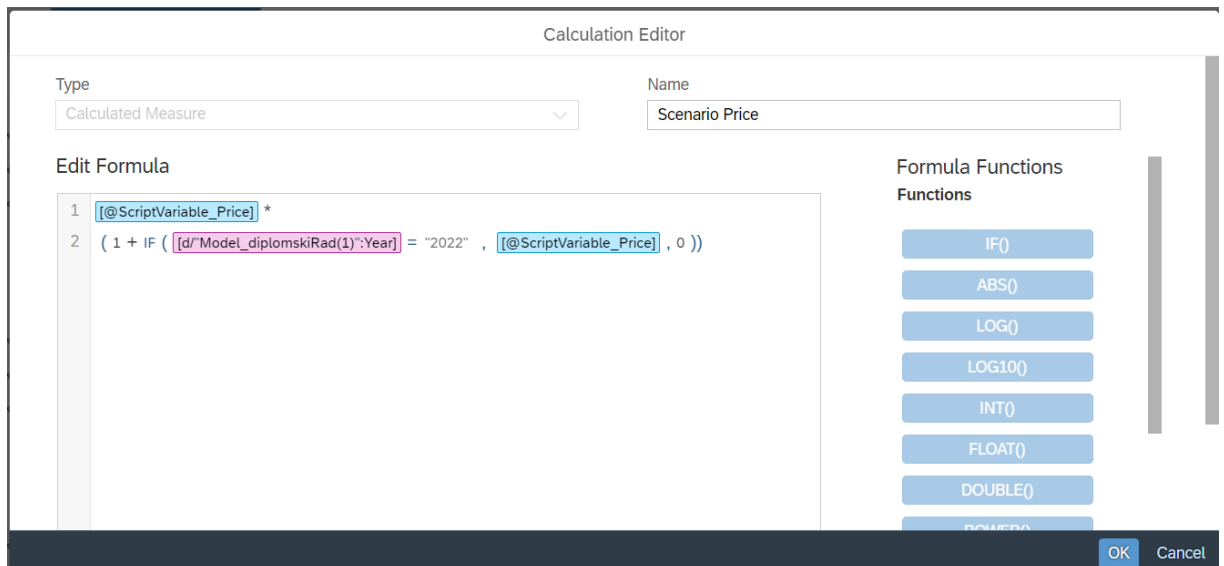 Calculation Editor
Type
Name
Calculated Measure
Scenario Price
Edit Formula
Formula Functions
Functions
1 [@ScriptVariable_Price] *
2 ( 1 + IF ( [d/"Model_diplomskiRad(1)":Year] = "2022" , [@ScriptVariable_Price] , 0 ))
IF()
ABS()
LOG()
LOG10()
INT()
FLOAT()
DOUBLE()
POWER()
OK Cancel